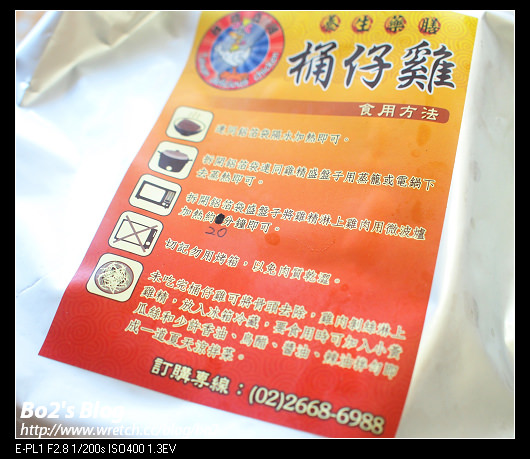 養生藥膳
桶仔雞
食用方法
連同鋁箔袋隔水加熱即可。
拆開鋁箔袋連同雞精盛盤子用蒸籠或電鍋下
去蒸熱即可。
拆開鋁箔袋盛盤子將雞精淋上雞肉用微波爐
加熱約 分鐘即可。
20
切記勿用烤箱，以免肉質乾澀。
未吃完桶仔雞可將骨頭去除，雞肉剝絲淋上
雞精，放入冰箱冷藏，要食用時可加入小黃
瓜絲和少許香油、烏醋、醬油、辣油拌勻即
成一道夏天涼拌菜。
訂購專線：(02)2668-6988
Bo2's Blog
http://www.wretch.
E-PL1 F2.8 1/200s ISO400 1.3EV